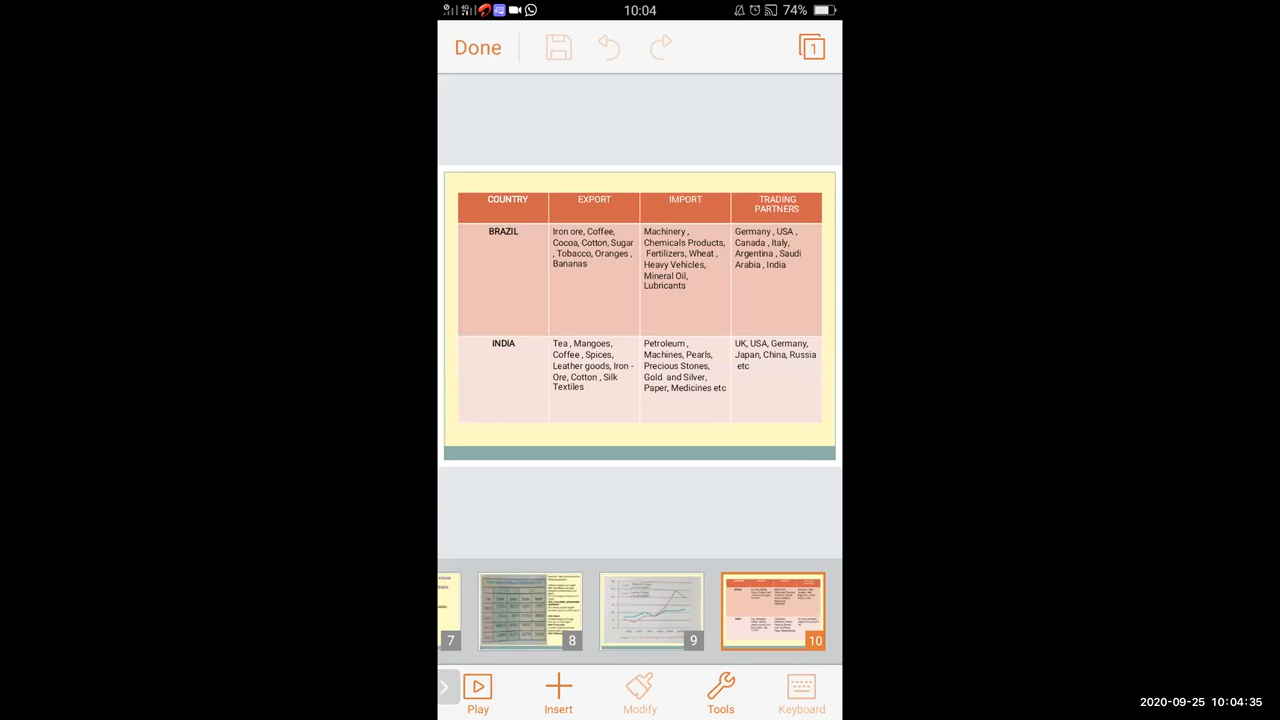 10:04
74%
Done
1
COUNTRY
EXPORT
IMPORT
TRADING
PARTNERS
BRAZIL
Iron ore, Coffee,
Cocoa, Cotton, Sugar
, Tobacco, Oranges ,
Bananas
Machinery ,
Chemicals Products,
Fertilizers, Wheat ,
Heavy Vehicles,
Mineral Oil,
Lubricants
Germany , USA ,
Canada , Italy,
Argentina , Saudi
Arabia , India
INDIA
Tea , Mangoes,
Coffee , Spices,
Leather goods, Iron -
Ore, Cotton , Silk
Textiles
Petroleum ,
Machines, Pearls,
Precious Stones,
Gold and Silver,
Paper, Medicines etc
UK, USA, Germany,
Japan, China, Russia
etc
7
8
9
10
Play
Insert
Modify
Tools
Keyboard
2020-09-25 10:04:35